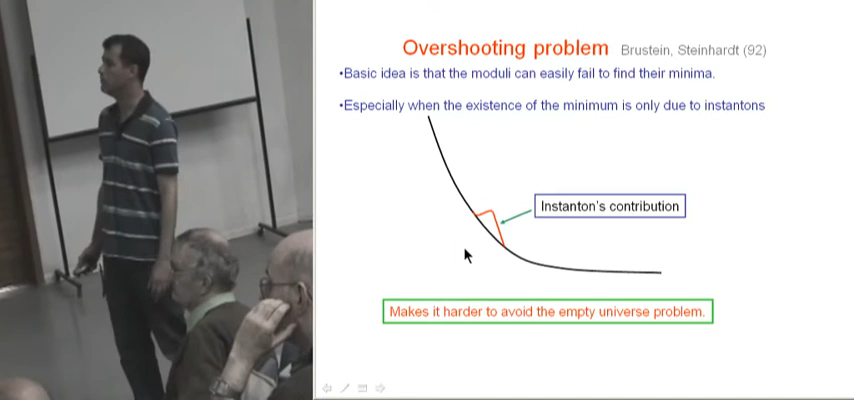 Overshooting problem Brustein, Steinhardt (92)
•Basic idea is that the moduli can easily fail to find their minima.
•Especially when the existence of the minimum is only due to instantons
Instanton's contribution
Makes it harder to avoid the empty universe problem.